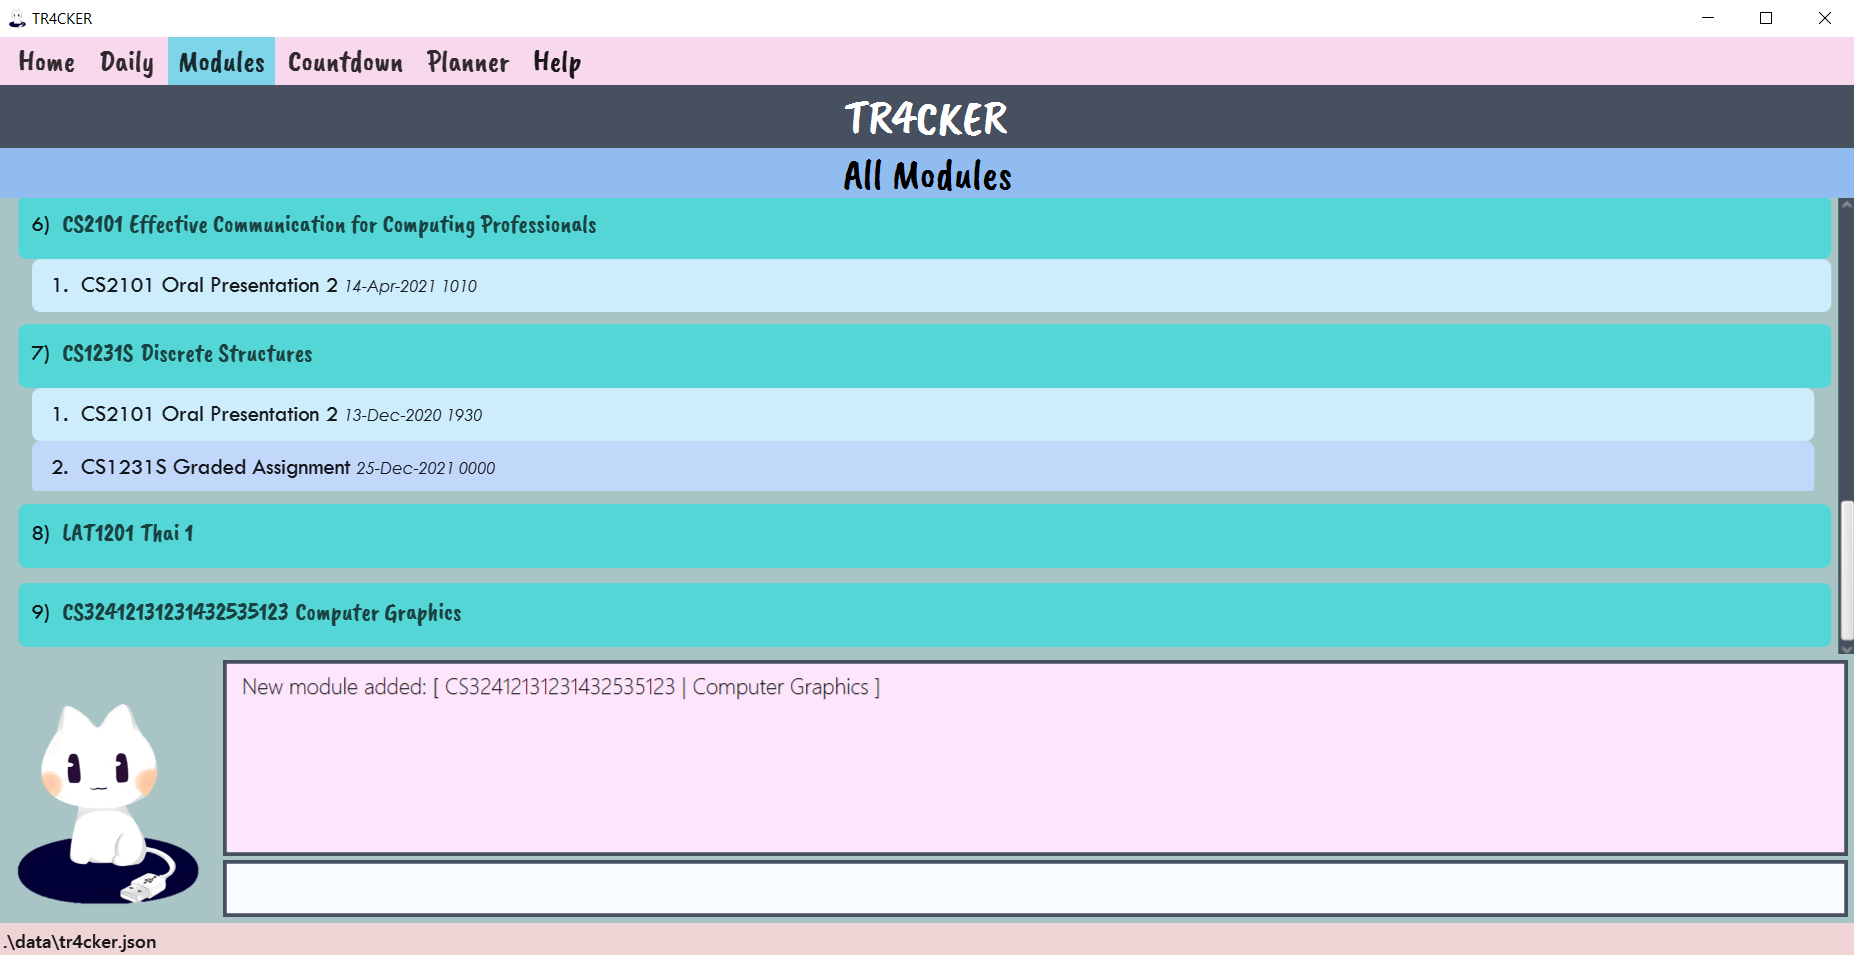 TR4CKER
Home Daily Modules Countdown Planner Help
TR4CKER
All Modules
6) CS2101 Effective Communication for Computing Professionals
1. CS2101 Oral Presentation 2 14-Apr-2021 1010
7) CS1231S Discrete Structures
1. CS2101 Oral Presentation 2 13-Dec-2020 1930
2. CS1231S Graded Assignment 25-Dec-2021 0000
8) LAT1201 Thai 1
9) CS32412131231432535123 Computer Graphics
New module added: [ CS32412131231432535123 | Computer Graphics ]
.\data\tr4cker.json